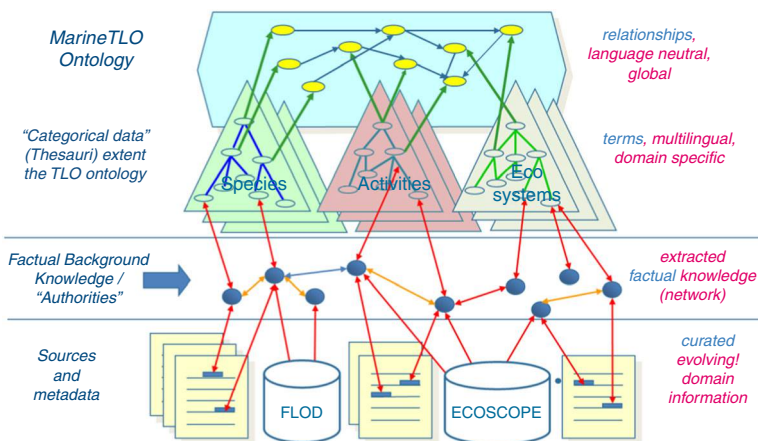 MarineTLO
Ontology
relationships,
language neutral,
global
“Categorical data”
(Thesauri) extent
the TLO ontology
Species
Activities
Eco
systems
terms, multilingual,
domain specific
Factual Background
Knowledge /
“Authorities”
extracted
factual knowledge
(network)
Sources
and
metadata
FLOD
ECOSCOPE
curated
evolving!
domain
information